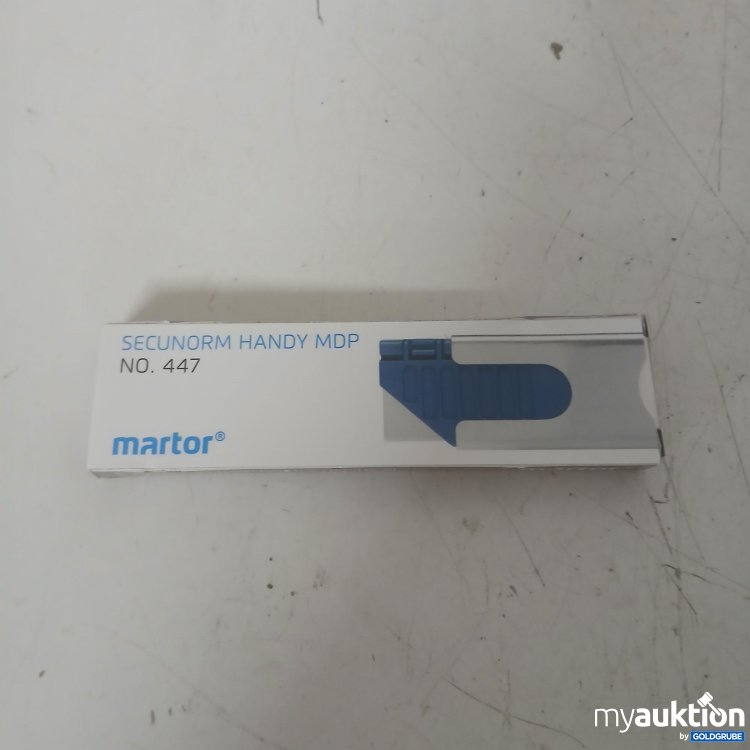 SECUNORM HANDY MDP
NO. 447
martor®
myauktion
by GOLDGRUBE